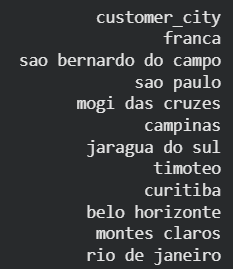 customer_city
franca
sao bernardo do campo
sao paulo
mogi das cruzes
campinas
jaragua do sul
timoteo
curitiba
belo horizonte
montes claros
rio de janeiro